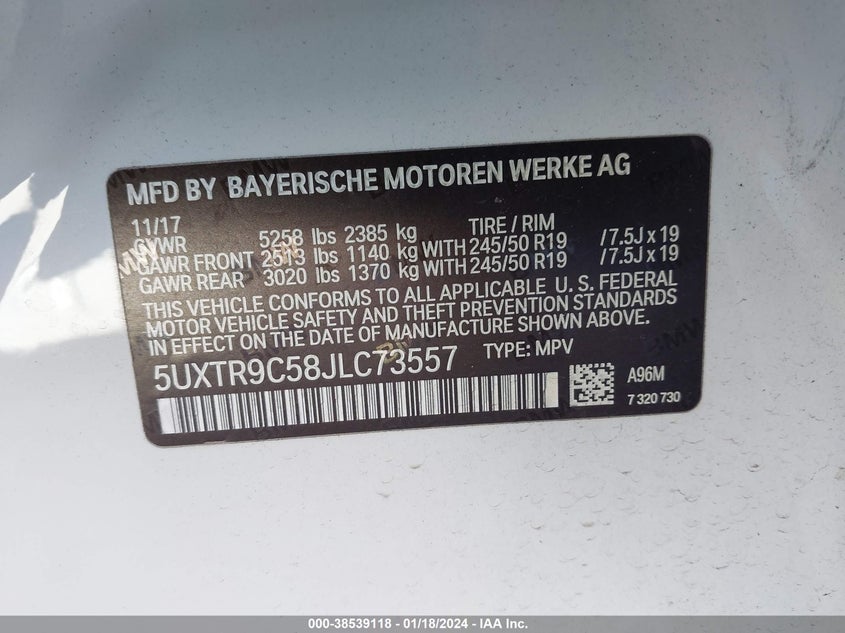 MFD BY BAYERISCHE MOTOREN WERKE AG
11/17 TIRE / RIM
GVWR 5258 lbs 2385 kg
GAWR FRONT 2513 lbs 1140 kg WITH 245/50 R19 /7.5J x 19
GAWR REAR 3020 lbs 1370 kg WITH 245/50 R19 /7.5J x 19
THIS VEHICLE CONFORMS TO ALL APPLICABLE U. S. FEDERAL
MOTOR VEHICLE SAFETY AND THEFT PREVENTION STANDARDS
IN EFFECT ON THE DATE OF MANUFACTURE SHOWN ABOVE.
5UXTR9C58JLC73557 TYPE: MPV
A96M
7 320 730
000-38539118 - 01/18/2024 - IAA Inc.